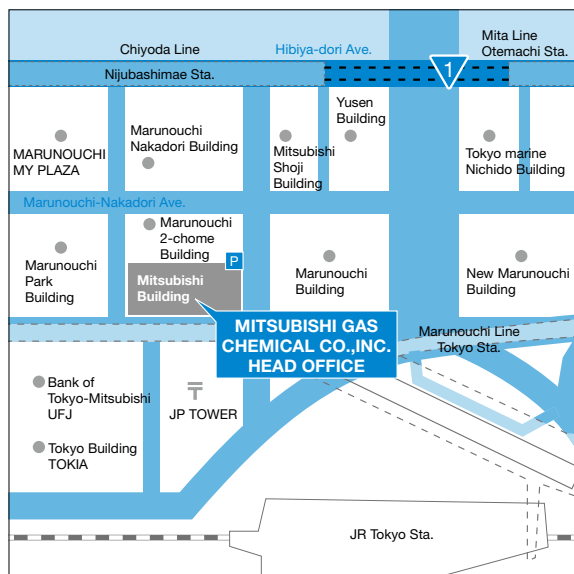 Mita Line
Otemachi Sta.
Chiyoda Line
Hibiya-dori Ave.
Nijubashimae Sta.
1
MARUNOUCHI
MY PLAZA
Marunouchi
Nakadori Building
Mitsubishi
Shoji
Building
Yusen
Building
Tokyo marine
Nichido Building
Marunouchi-Nakadori Ave.
Marunouchi
Park
Building
Marunouchi
2-chome
Building
P
Mitsubishi
Building
Marunouchi
Building
New Marunouchi
Building
MITSUBISHI GAS
CHEMICAL CO.,INC.
HEAD OFFICE
Marunouchi Line
Tokyo Sta.
Bank of
Tokyo-Mitsubishi
UFJ
〒
JP TOWER
Tokyo Building
TOKIA
JR Tokyo Sta.